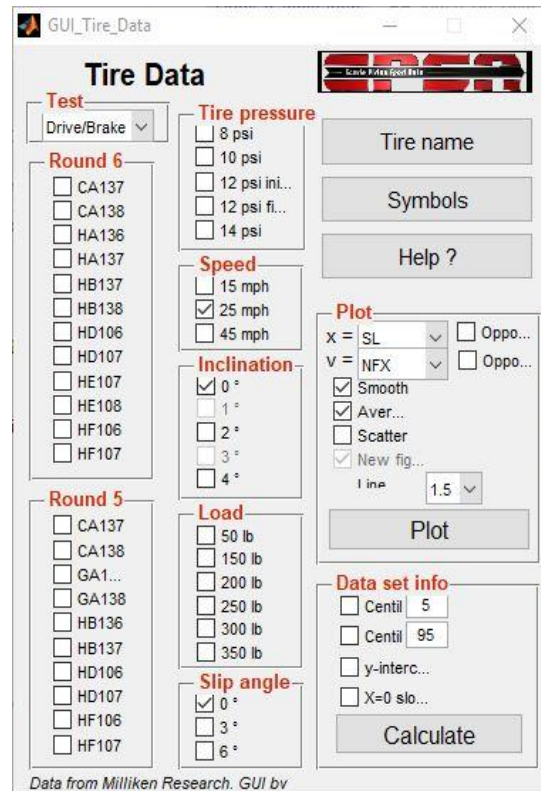 GUI_Tire_Data
Tire Data
Test
Drive/Brake
Round 6
CA137
CA138
HA136
HA137
HB137
HB138
HD106
HD107
HE107
HE108
HF106
HF107
Round 5
CA137
CA138
GA1...
GA138
HB136
HB137
HD106
HD107
HF106
HF107
Tire pressure
8 psi
10 psi
12 psi ini...
12 psi fi...
14 psi
Speed
15 mph
25 mph
45 mph
Inclination
0 °
1 °
2 °
3 °
4 °
Load
50 lb
150 lb
200 lb
250 lb
300 lb
350 lb
Slip angle
0 °
3 °
6 °
Tire name
Symbols
Help ?
Plot
x = SL Oppo...
v = NFX Oppo...
Smooth
Aver...
Scatter
New fig...
Line 1.5
Plot
Data set info
Centil 5
Centil 95
y-interc...
X=0 slo...
Calculate
Data from Milliken Research. GUI by